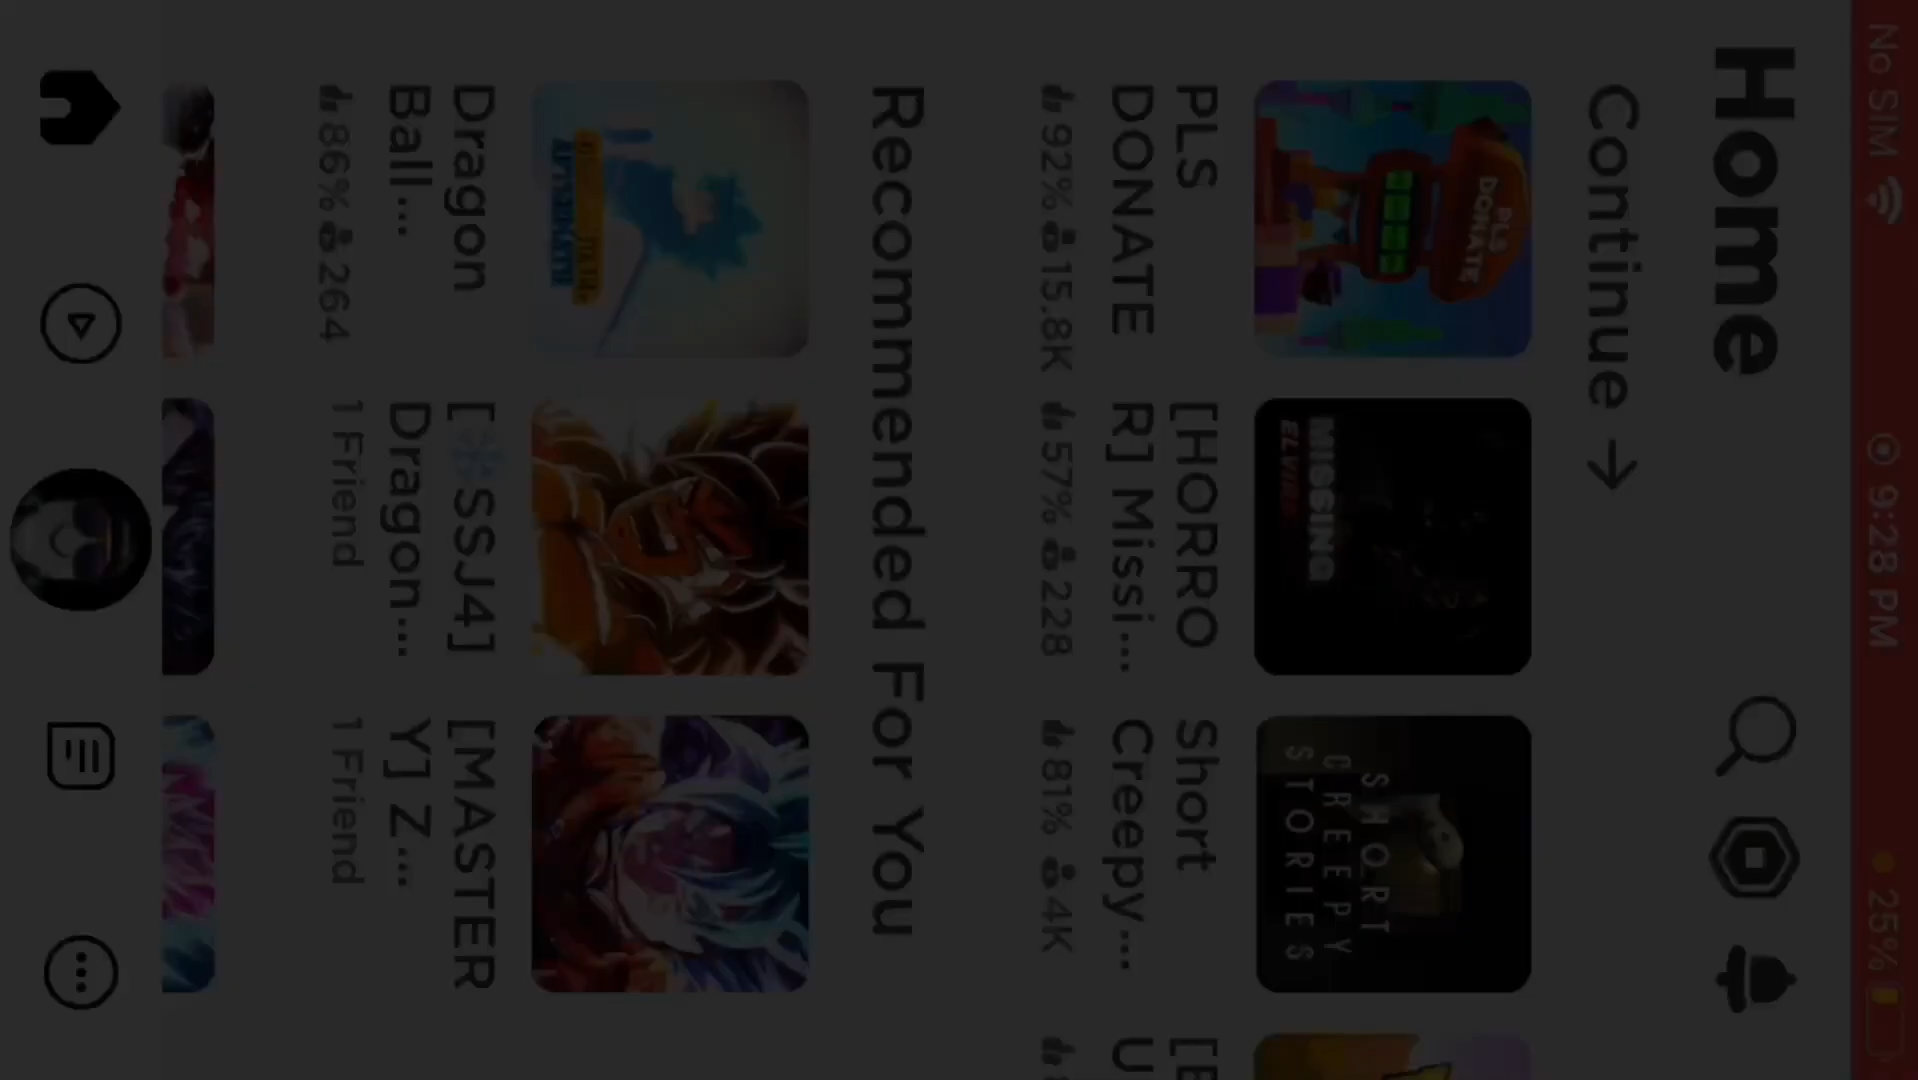 No SIM 9:28 PM 25%
Home
Continue →
PLS
DONATE
MISSING
SHORT
CREEPY
STORIES
PLS
DONATE
92% 15.8K
[HORRO
R] Missi...
57% 228
Short
Creepy...
81% 4K
[E
U
Recommended For You
Dragon
Ball...
86% 264
[❄️SSJ4]
Dragon...
1 Friend
[MASTER
Y] Z...
1 Friend